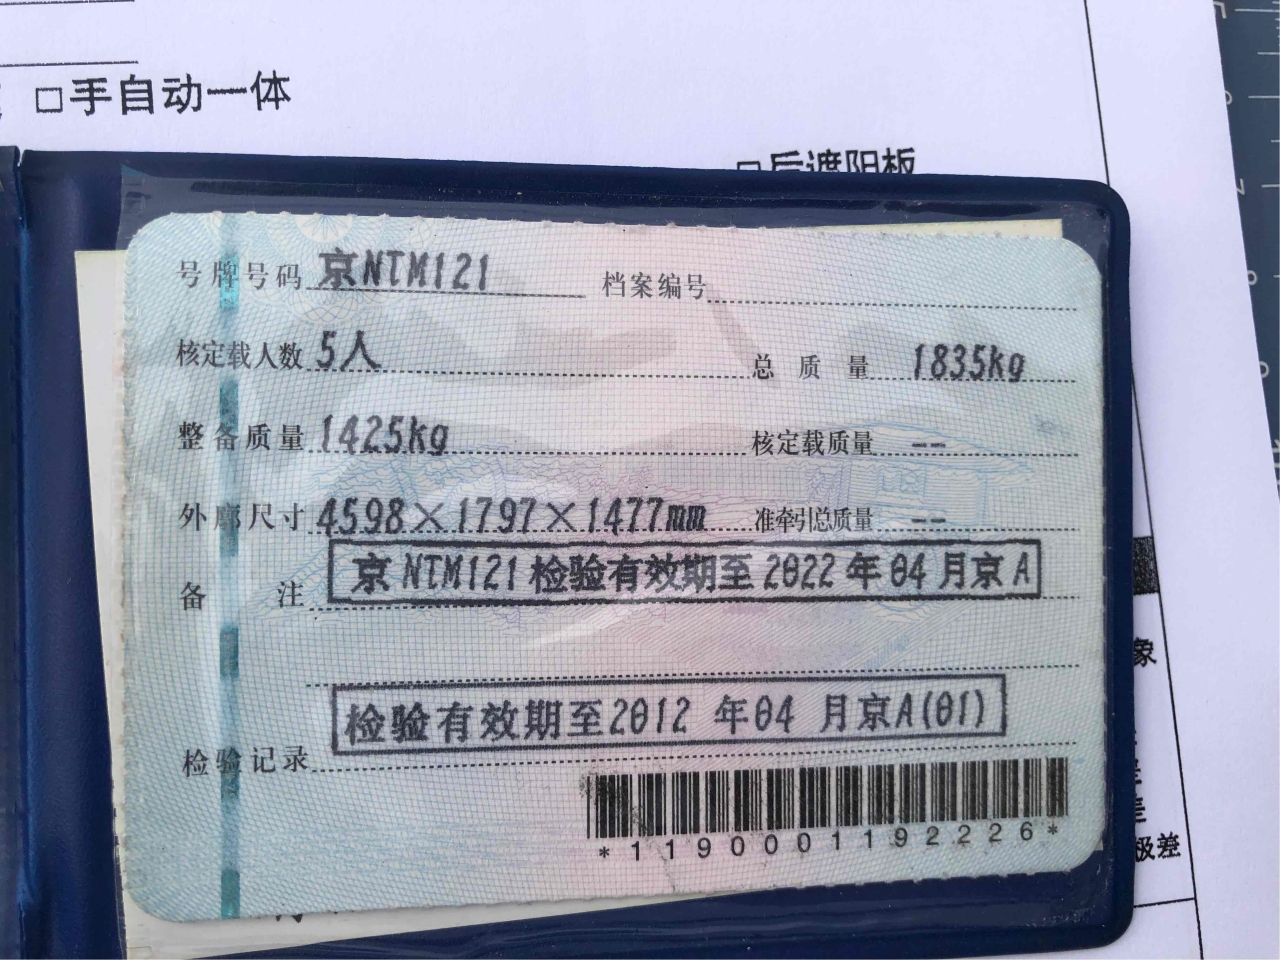 □手自动一体
□后遮阳板
号牌号码 京NTM121 档案编号
核定载人数 5人 总质量 1835kg
整备质量 1425kg 核定载质量 --
外廓尺寸 4598×1797×1477mm 准牵引总质量 --
备注 京NTM121检验有效期至2022年04月京A
检验有效期至2012 年04 月京A(01)
检验记录
*1190001192226*
象
极差